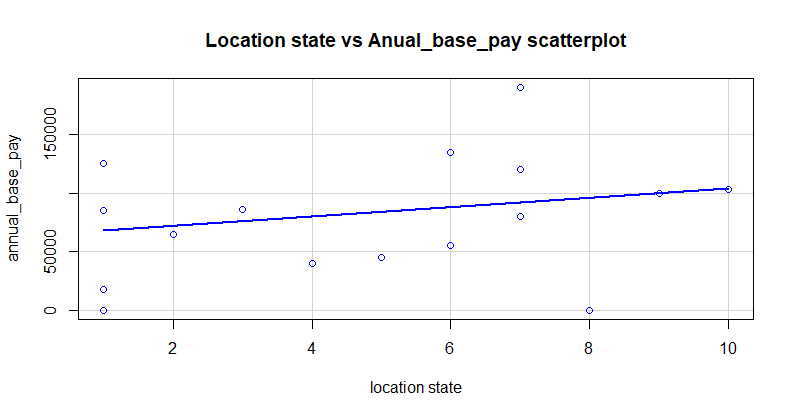 Location state vs Anual_base_pay scatterplot
annual_base_pay
150000
50000
0
2 4 6 8 10
location state